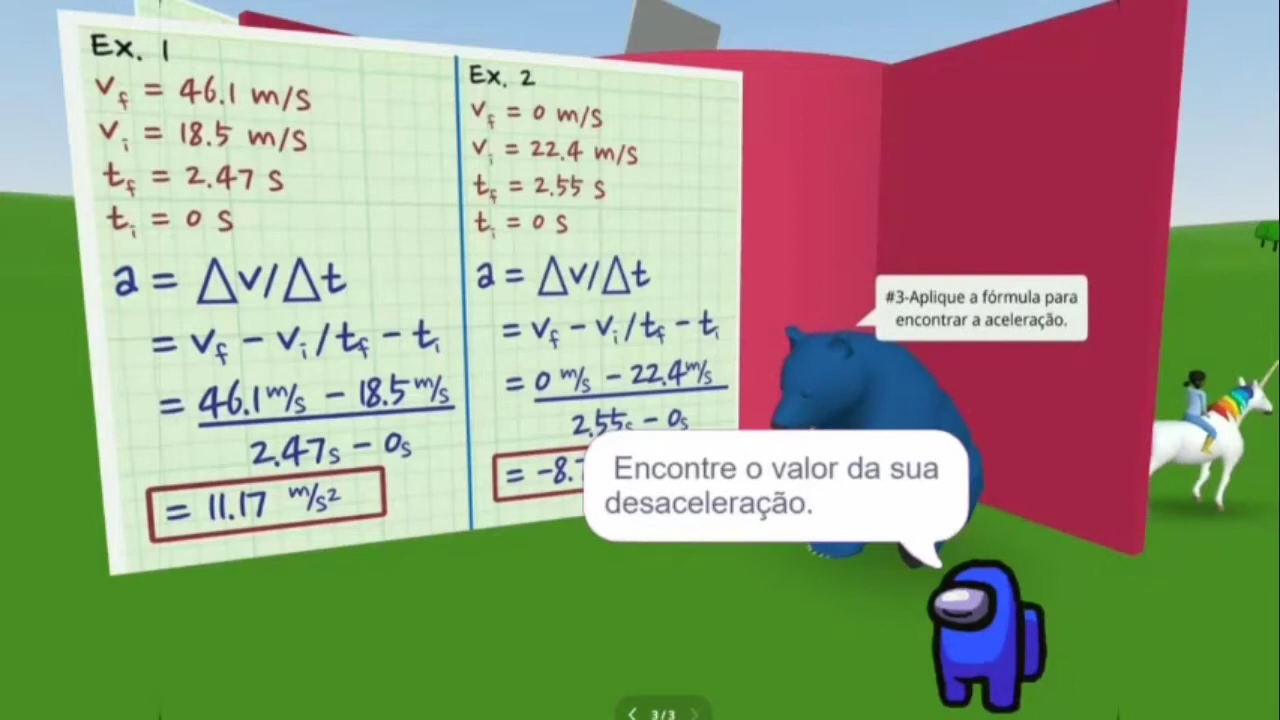 Ex. 1
v_f = 46.1 m/s
v_i = 18.5 m/s
t_f = 2.47 s
t_i = 0 s
a = Δv/Δt
= v_f - v_i / t_f - t_i
= 46.1 m/s - 18.5 m/s
2.47s - 0s
= 11.17 m/s²
Ex. 2
v_f = 0 m/s
v_i = 22.4 m/s
t_f = 2.55 s
t_i = 0 s
a = Δv/Δt
= v_f - v_i / t_f - t_i
= 0 m/s - 22.4 m/s
2.55s - 0s
= -8.
#3-Aplique a fórmula para
encontrar a aceleração.
Encontre o valor da sua
desaceleração.
3/3